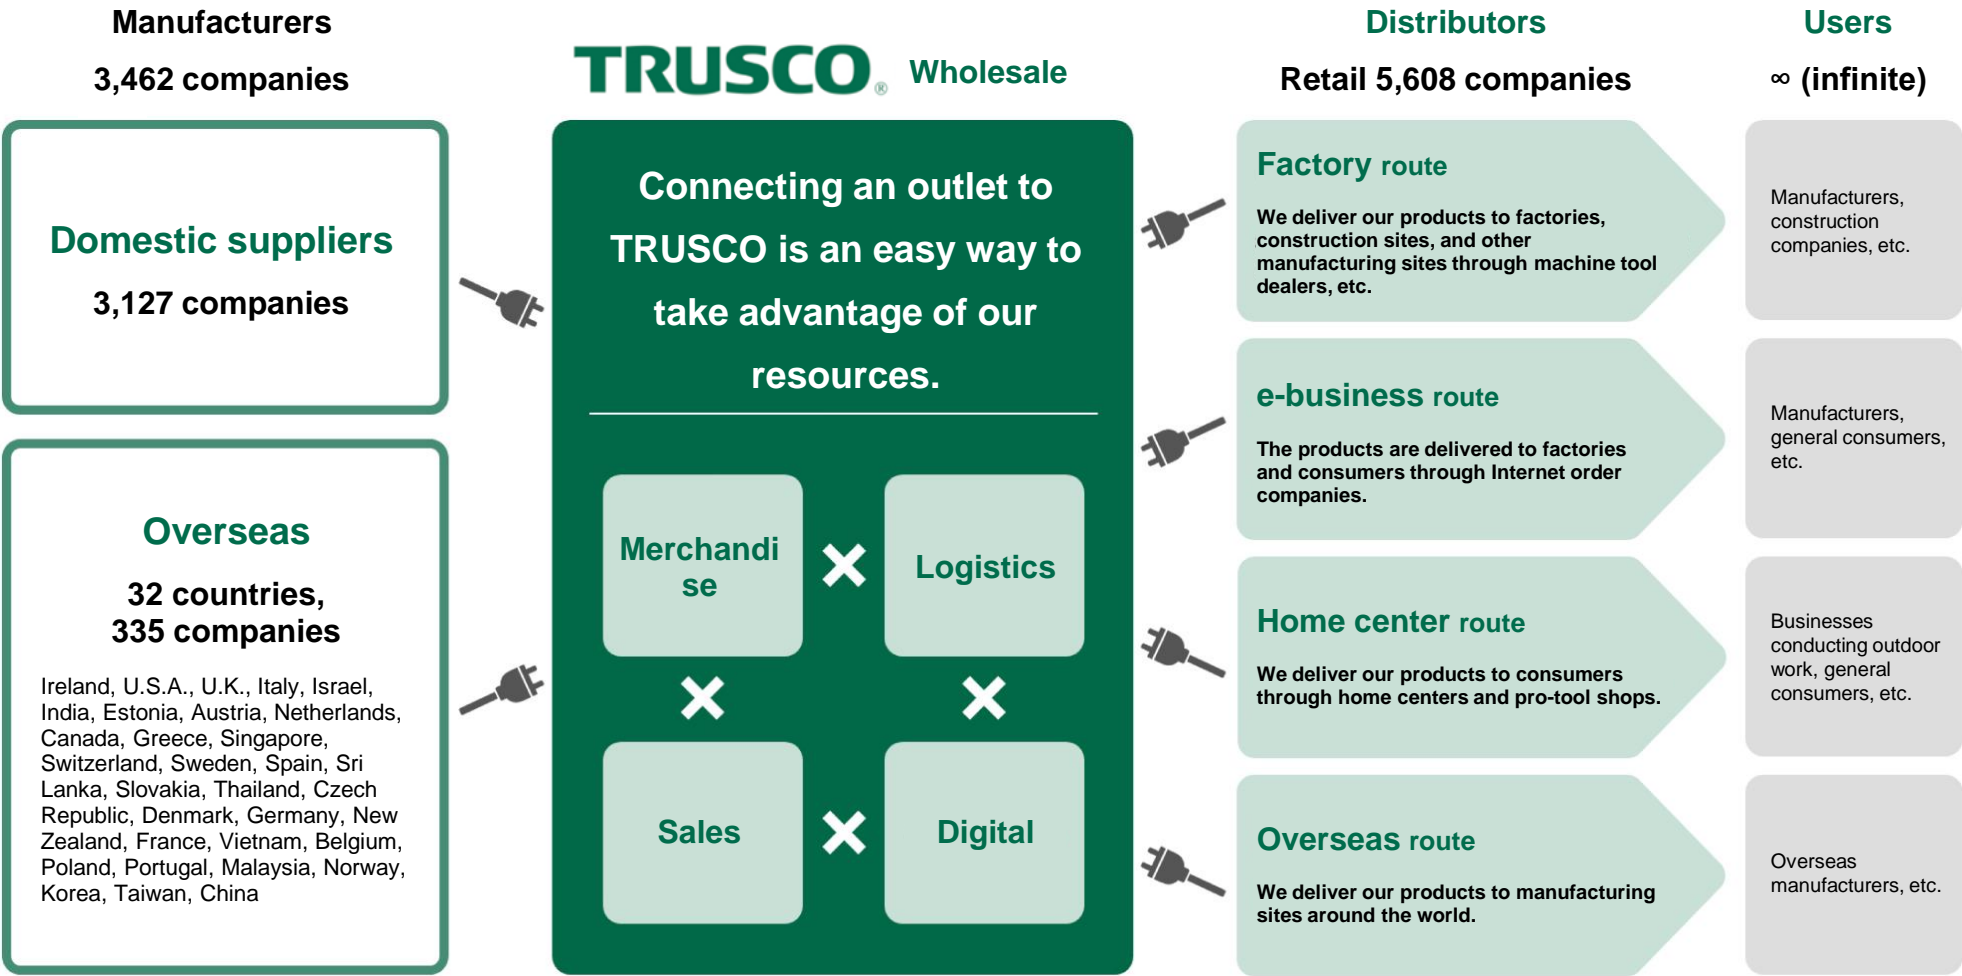 Manufacturers
3,462 companies
Domestic suppliers
3,127 companies
Overseas
32 countries,
335 companies
Ireland, U.S.A., U.K., Italy, Israel,
India, Estonia, Austria, Netherlands,
Canada, Greece, Singapore,
Switzerland, Sweden, Spain, Sri
Lanka, Slovakia, Thailand, Czech
Republic, Denmark, Germany, New
Zealand, France, Vietnam, Belgium,
Poland, Portugal, Malaysia, Norway,
Korea, Taiwan, China
TRUSCO® Wholesale
Connecting an outlet to
TRUSCO is an easy way to
take advantage of our
resources.
Merchandi
se
Logistics
Sales
Digital
Distributors
Retail 5,608 companies
Factory route
We deliver our products to factories,
construction sites, and other
manufacturing sites through machine tool
dealers, etc.
e-business route
The products are delivered to factories
and consumers through Internet order
companies.
Home center route
We deliver our products to consumers
through home centers and pro-tool shops.
Overseas route
We deliver our products to manufacturing
sites around the world.
Users
∞ (infinite)
Manufacturers,
construction
companies, etc.
Manufacturers,
general consumers,
etc.
Businesses
conducting outdoor
work, general
consumers, etc.
Overseas
manufacturers, etc.